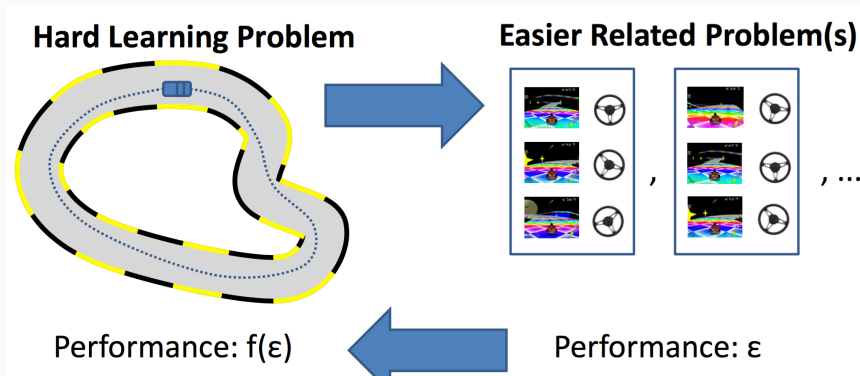 Hard Learning Problem
Easier Related Problem(s)
, 
, ...
Performance: f(ε)
Performance: ε